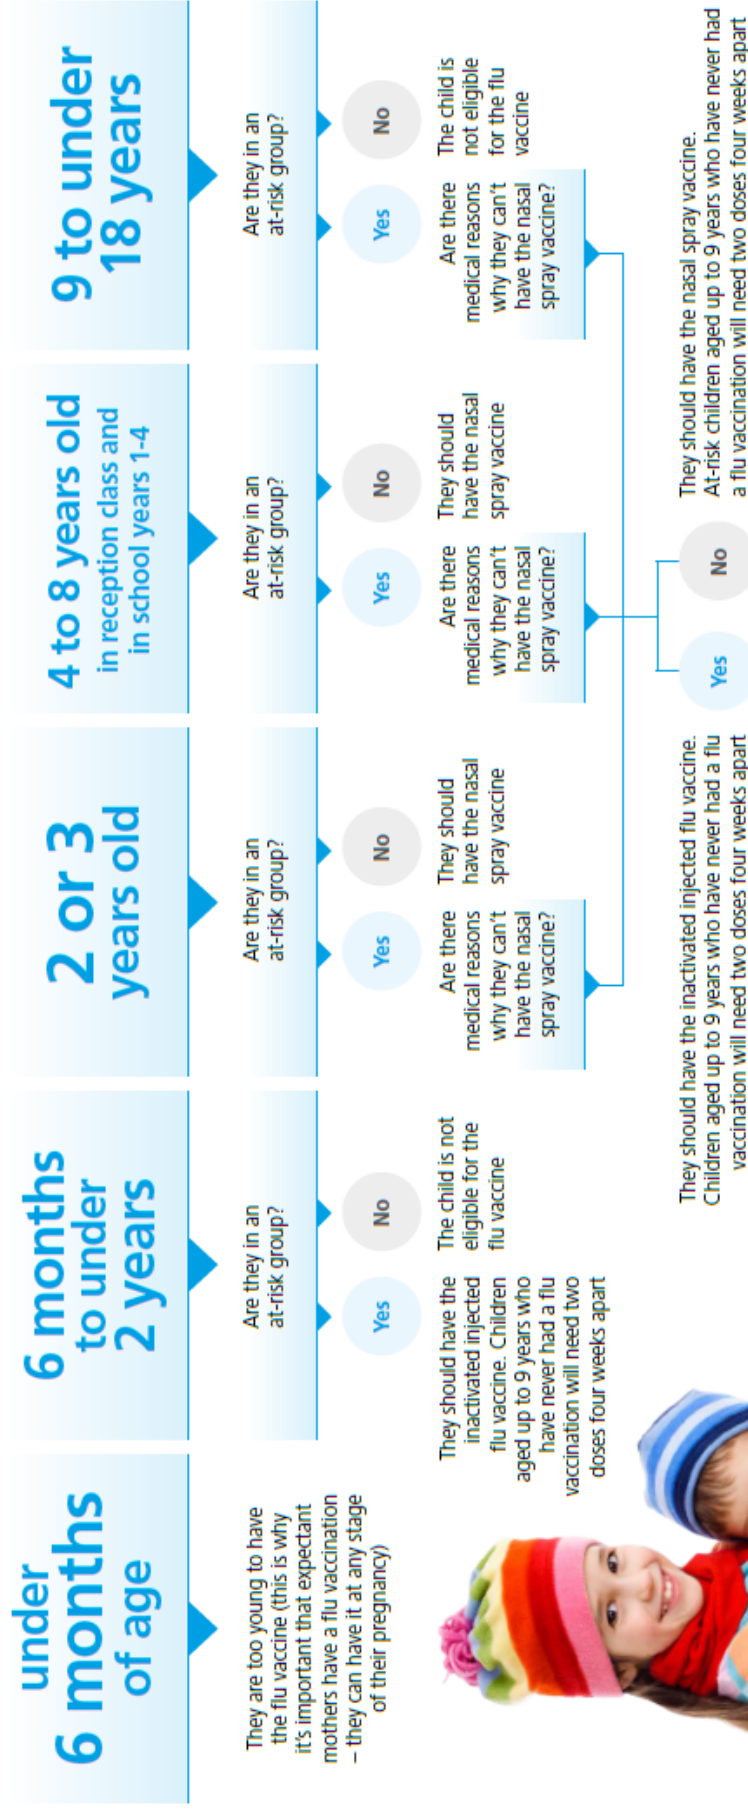 under
6 months
of age
They are too young to have
the flu vaccine (this is why
it's important that expectant
mothers have a flu vaccination
– they can have it at any stage
of their pregnancy)
6 months
to under
2 years
Are they in an
at-risk group?
Yes
No
They should have the
inactivated injected
flu vaccine. Children
aged up to 9 years who
have never had a flu
vaccination will need two
doses four weeks apart
The child is not
eligible for the
flu vaccine
2 or 3
years old
Are they in an
at-risk group?
Yes
No
Are there
medical reasons
why they can't
have the nasal
spray vaccine?
They should
have the nasal
spray vaccine
4 to 8 years old
in reception class and
in school years 1-4
Are they in an
at-risk group?
Yes
No
Are there
medical reasons
why they can't
have the nasal
spray vaccine?
They should
have the nasal
spray vaccine
9 to under
18 years
Are they in an
at-risk group?
Yes
No
Are there
medical reasons
why they can't
have the nasal
spray vaccine?
The child is
not eligible
for the flu
vaccine
Yes
No
They should have the inactivated injected flu vaccine.
Children aged up to 9 years who have never had a flu
vaccination will need two doses four weeks apart
They should have the nasal spray vaccine.
At-risk children aged up to 9 years who have never had
a flu vaccination will need two doses four weeks apart